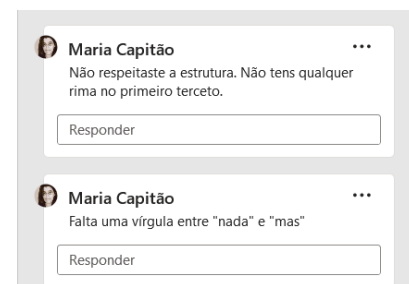 Maria Capitão
Não respeitaste a estrutura. Não tens qualquer
rima no primeiro terceto.
Responder
Maria Capitão
Falta uma vírgula entre "nada" e "mas"
Responder